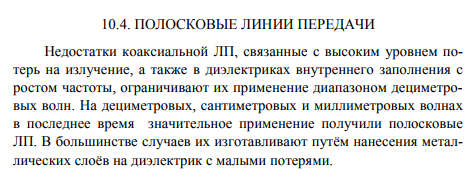 10.4. ПОЛОСКОВЫЕ ЛИНИИ ПЕРЕДАЧИ
Недостатки коаксиальной ЛП, связанные с высоким уровнем по-
терь на излучение, а также в диэлектриках внутреннего заполнения с
ростом частоты, ограничивают их применение диапазоном дециметро-
вых волн. На дециметровых, сантиметровых и миллиметровых волнах
в последнее время значительное применение получили полосковые
ЛП. В большинстве случаев их изготавливают путём нанесения метал-
лических слоёв на диэлектрик с малыми потерями.